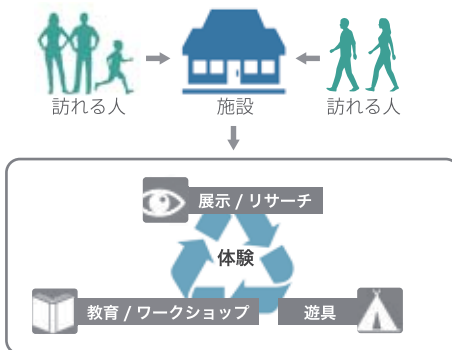 訪れる人
施設
訪れる人
展示 / リサーチ
体験
教育 / ワークショップ
遊具